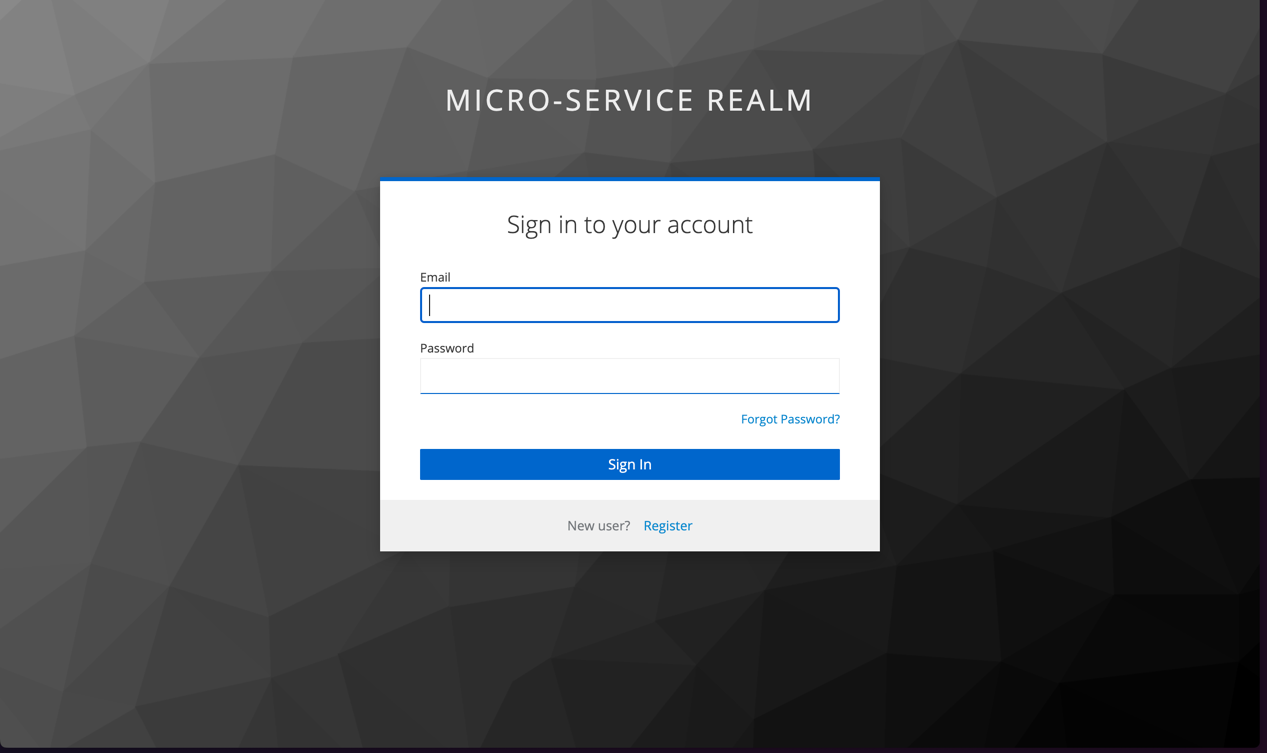 MICRO-SERVICE REALM
Sign in to your account
Email
Password
Forgot Password?
Sign In
New user? Register